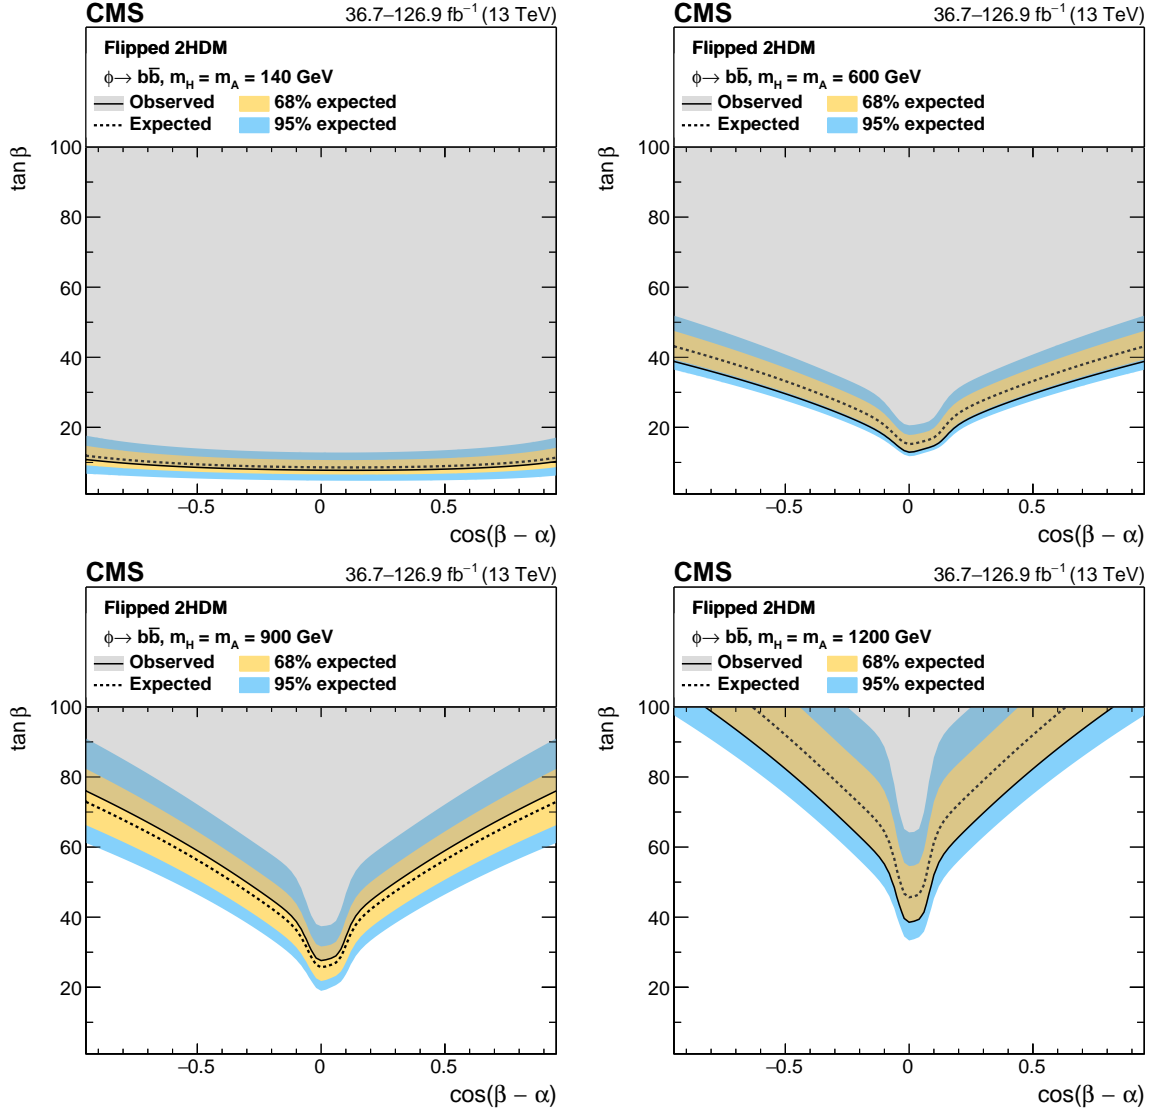 CMS 36.7–126.9 fb⁻¹ (13 TeV)
Flipped 2HDM
ϕ→ bb̅, m_H = m_A = 140 GeV
Observed 68% expected
Expected 95% expected
tan β
100
80
60
40
20
−0.5 0 0.5
cos(β − α)
CMS 36.7–126.9 fb⁻¹ (13 TeV)
Flipped 2HDM
ϕ→ bb̅, m_H = m_A = 600 GeV
Observed 68% expected
Expected 95% expected
tan β
100
80
60
40
20
−0.5 0 0.5
cos(β − α)
CMS 36.7–126.9 fb⁻¹ (13 TeV)
Flipped 2HDM
ϕ→ bb̅, m_H = m_A = 900 GeV
Observed 68% expected
Expected 95% expected
tan β
100
80
60
40
20
−0.5 0 0.5
cos(β − α)
CMS 36.7–126.9 fb⁻¹ (13 TeV)
Flipped 2HDM
ϕ→ bb̅, m_H = m_A = 1200 GeV
Observed 68% expected
Expected 95% expected
tan β
100
80
60
40
20
−0.5 0 0.5
cos(β − α)